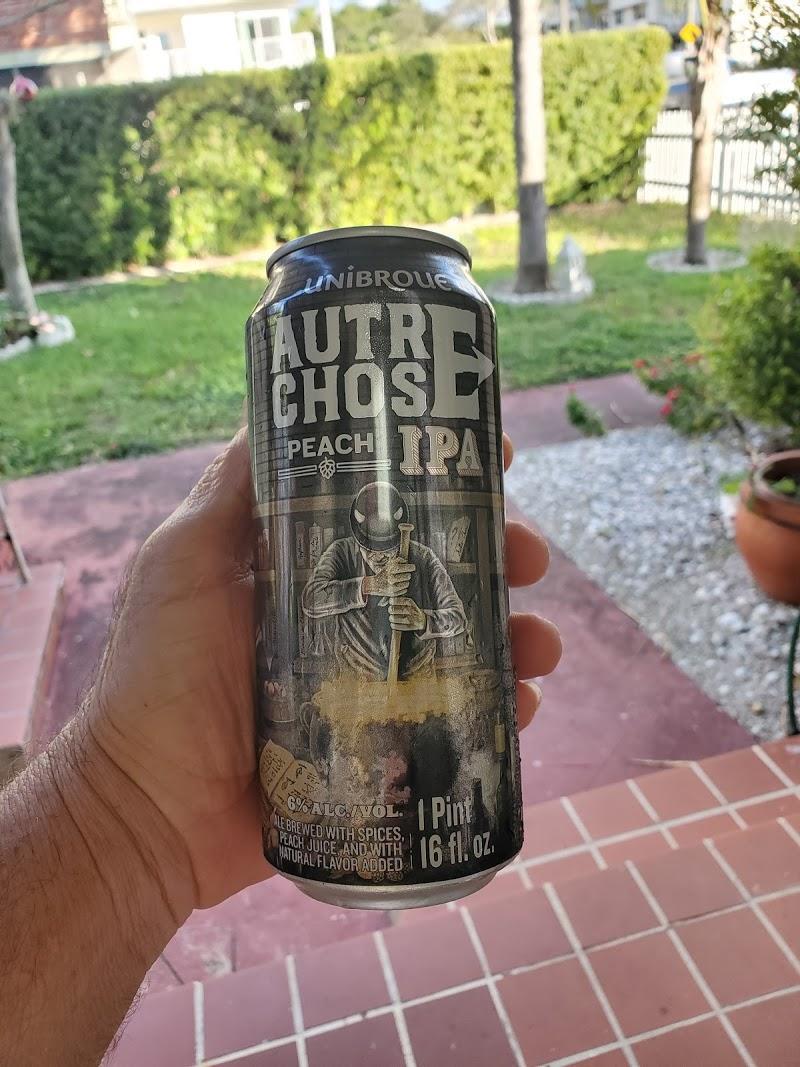 UNIBROUE
AUTRE
CHOSE
PEACH IPA
6% ALC./VOL.
ALE BREWED WITH SPICES,
PEACH JUICE, AND WITH
NATURAL FLAVOR ADDED
1 Pint
16 fl. oz.